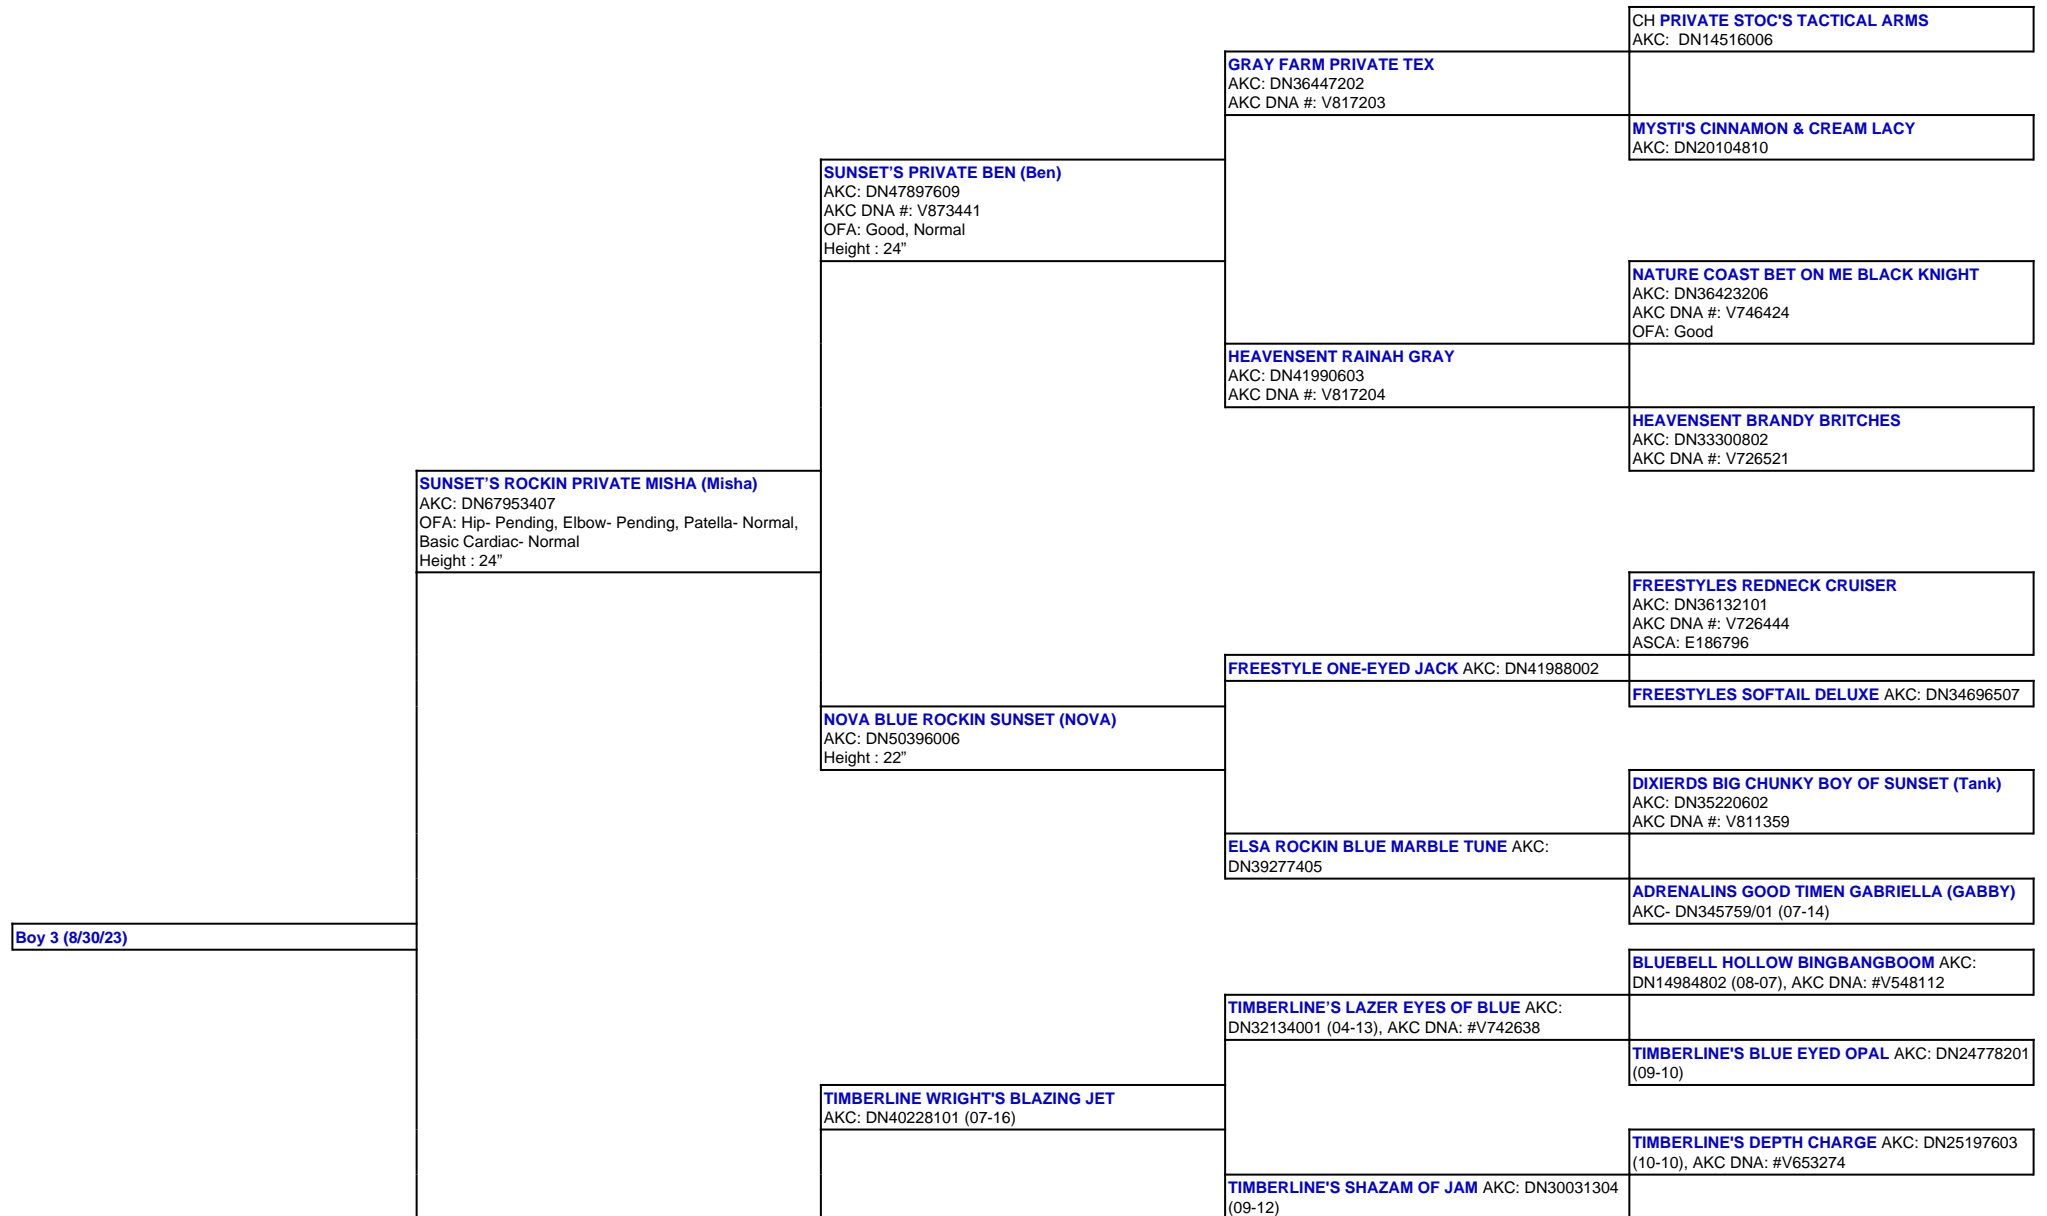 CH PRIVATE STOC'S TACTICAL ARMS
AKC:  DN14516006
GRAY FARM PRIVATE TEX
AKC: DN36447202
AKC DNA #: V817203
MYSTI'S CINNAMON & CREAM LACY
AKC: DN20104810
SUNSET’S PRIVATE BEN (Ben)
AKC: DN47897609
AKC DNA #: V873441
OFA: Good, Normal
Height : 24”
NATURE COAST BET ON ME BLACK KNIGHT
AKC: DN36423206
AKC DNA #: V746424
OFA: Good
HEAVENSENT RAINAH GRAY
AKC: DN41990603
AKC DNA #: V817204
HEAVENSENT BRANDY BRITCHES
AKC: DN33300802
AKC DNA #: V726521
SUNSET’S ROCKIN PRIVATE MISHA (Misha)
AKC: DN67953407
OFA: Hip- Pending, Elbow- Pending, Patella- Normal,
Basic Cardiac- Normal
Height : 24”
FREESTYLES REDNECK CRUISER
AKC: DN36132101
AKC DNA #: V726444
ASCA: E186796
FREESTYLE ONE-EYED JACK AKC: DN41988002
FREESTYLES SOFTAIL DELUXE AKC: DN34696507
NOVA BLUE ROCKIN SUNSET (NOVA)
AKC: DN50396006
Height : 22”
DIXIERDS BIG CHUNKY BOY OF SUNSET (Tank)
AKC: DN35220602
AKC DNA #: V811359
ELSA ROCKIN BLUE MARBLE TUNE AKC:
DN39277405
ADRENALINS GOOD TIMEN GABRIELLA (GABBY)
AKC- DN345759/01 (07-14)
Boy 3 (8/30/23)
BLUEBELL HOLLOW BINGBANGBOOM AKC:
DN14984802 (08-07), AKC DNA: #V548112
TIMBERLINE’S LAZER EYES OF BLUE AKC:
DN32134001 (04-13), AKC DNA: #V742638
TIMBERLINE'S BLUE EYED OPAL AKC: DN24778201
(09-10)
TIMBERLINE WRIGHT'S BLAZING JET
AKC: DN40228101 (07-16)
TIMBERLINE'S DEPTH CHARGE AKC: DN25197603
(10-10), AKC DNA: #V653274
TIMBERLINE'S SHAZAM OF JAM AKC: DN30031304
(09-12)